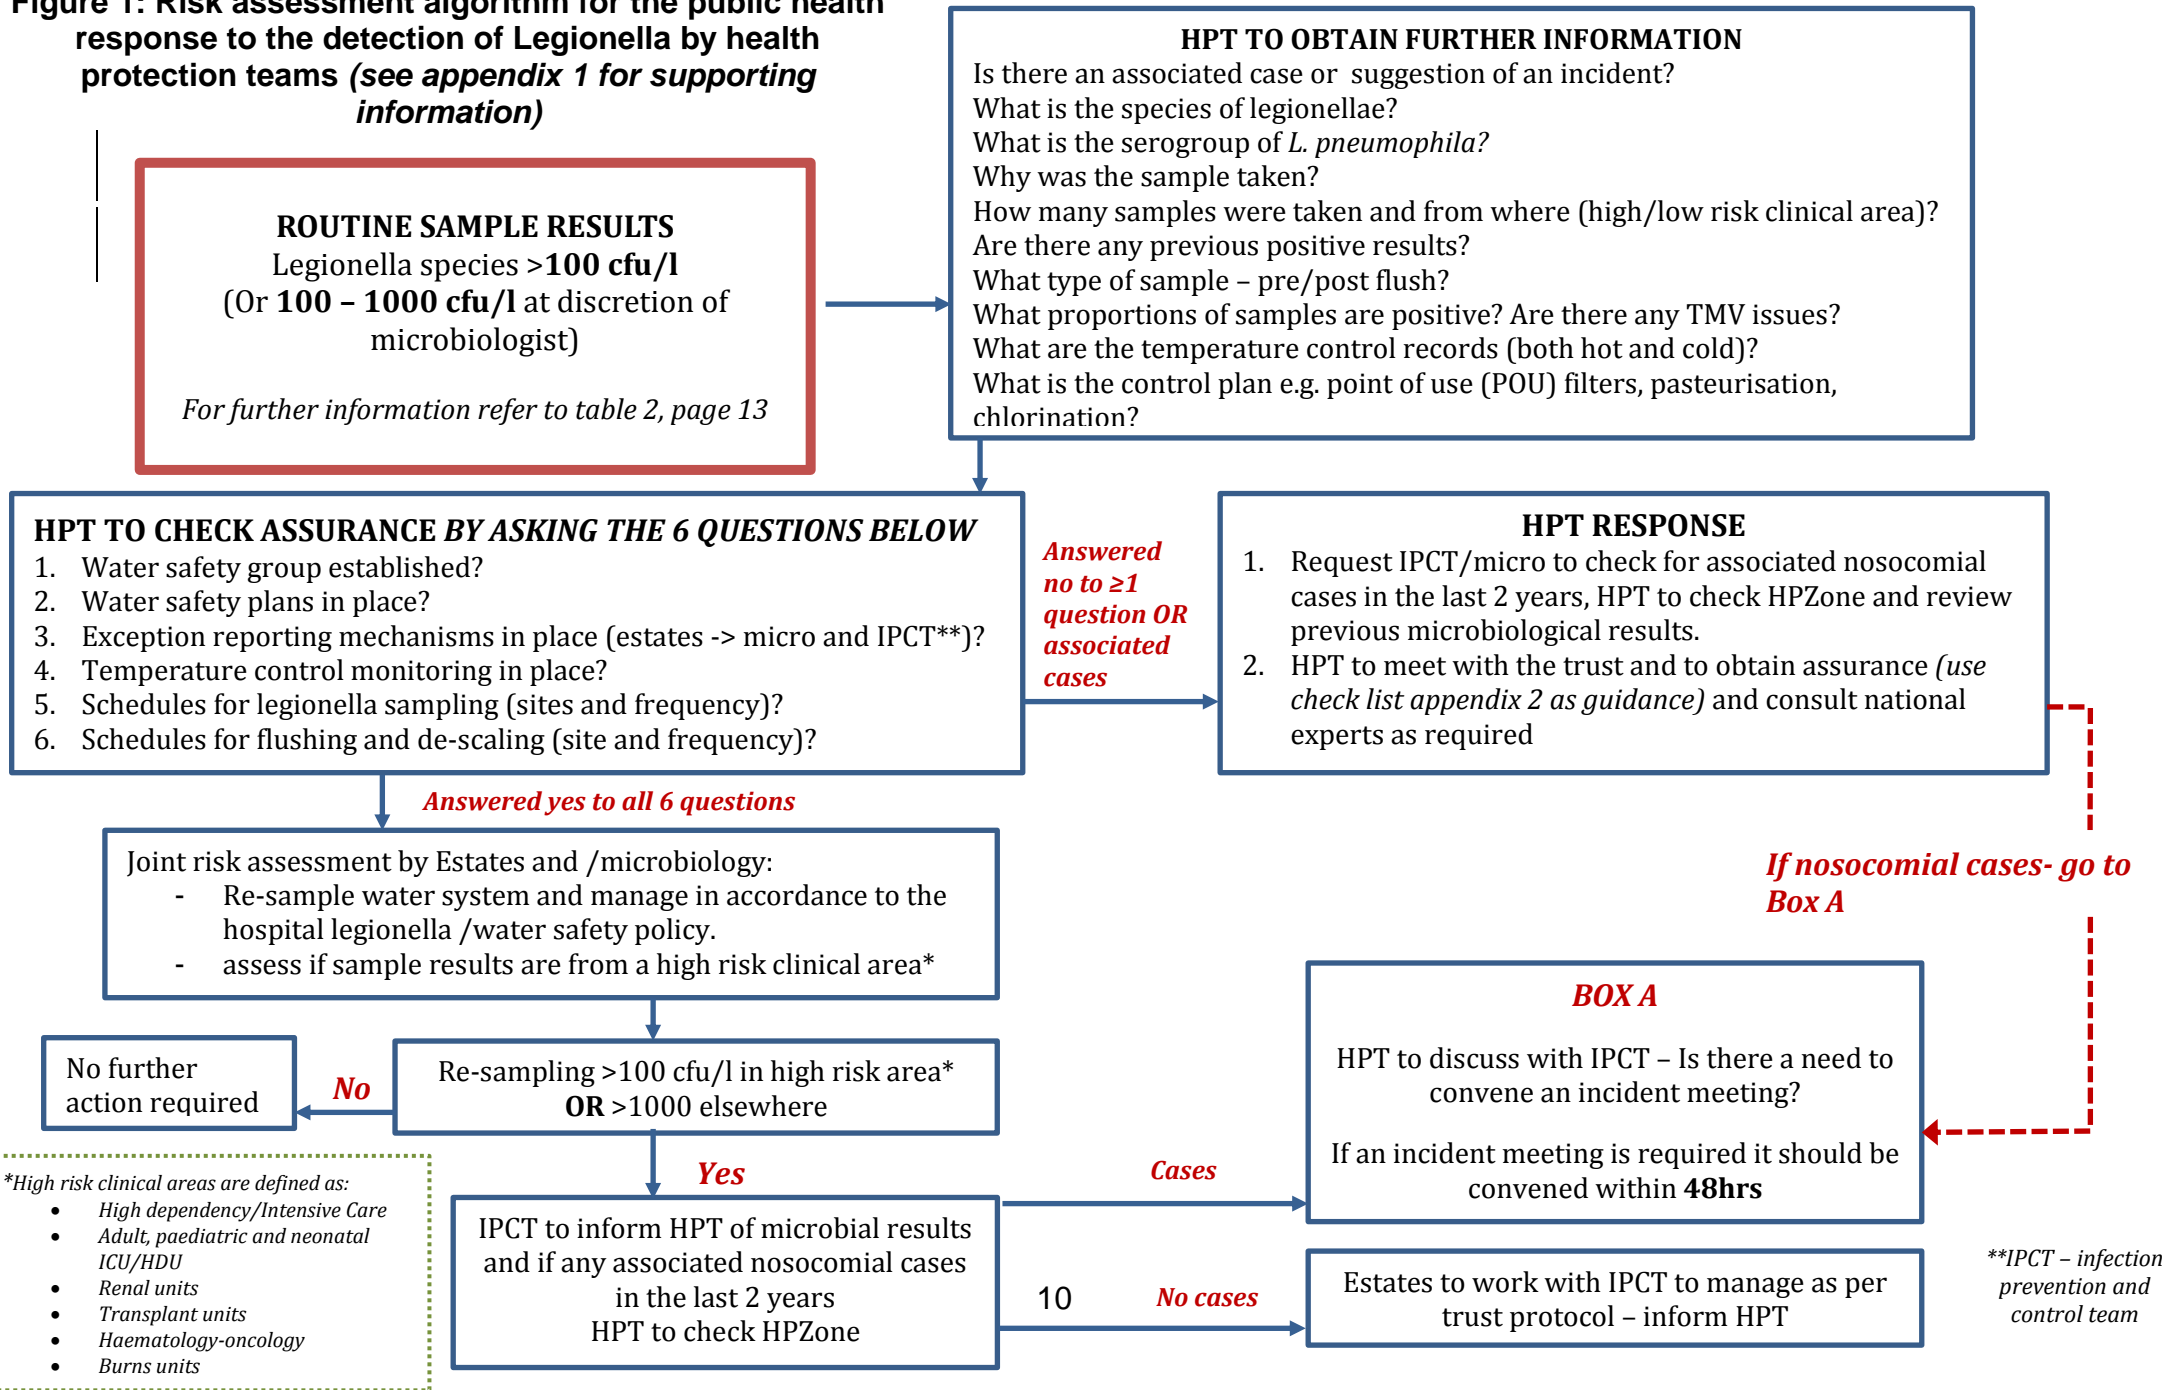 Figure 1: Risk assessment algorithm for the public health
response to the detection of Legionella by health
protection teams (see appendix 1 for supporting
information)
ROUTINE SAMPLE RESULTS
Legionella species >100 cfu/l
(Or 100 – 1000 cfu/l at discretion of
microbiologist)
For further information refer to table 2, page 13
HPT TO OBTAIN FURTHER INFORMATION
Is there an associated case or suggestion of an incident?
What is the species of legionellae?
What is the serogroup of L. pneumophila?
Why was the sample taken?
How many samples were taken and from where (high/low risk clinical area)?
Are there any previous positive results?
What type of sample – pre/post flush?
What proportions of samples are positive? Are there any TMV issues?
What are the temperature control records (both hot and cold)?
What is the control plan e.g. point of use (POU) filters, pasteurisation,
chlorination?
HPT TO CHECK ASSURANCE BY ASKING THE 6 QUESTIONS BELOW
1. Water safety group established?
2. Water safety plans in place?
3. Exception reporting mechanisms in place (estates -> micro and IPCT**)?
4. Temperature control monitoring in place?
5. Schedules for legionella sampling (sites and frequency)?
6. Schedules for flushing and de-scaling (site and frequency)?
Answered
no to ≥1
question OR
associated
cases
HPT RESPONSE
1. Request IPCT/micro to check for associated nosocomial
cases in the last 2 years, HPT to check HPZone and review
previous microbiological results.
2. HPT to meet with the trust and to obtain assurance (use
check list appendix 2 as guidance) and consult national
experts as required
Answered yes to all 6 questions
Joint risk assessment by Estates and /microbiology:
- Re-sample water system and manage in accordance to the
hospital legionella /water safety policy.
- assess if sample results are from a high risk clinical area*
If nosocomial cases- go to
Box A
No further
action required
No
Re-sampling >100 cfu/l in high risk area*
OR >1000 elsewhere
BOX A
HPT to discuss with IPCT – Is there a need to
convene an incident meeting?
If an incident meeting is required it should be
convened within 48hrs
Yes
Cases
*High risk clinical areas are defined as:
• High dependency/Intensive Care
• Adult, paediatric and neonatal
ICU/HDU
• Renal units
• Transplant units
• Haematology-oncology
• Burns units
IPCT to inform HPT of microbial results
and if any associated nosocomial cases
in the last 2 years
HPT to check HPZone
10
No cases
Estates to work with IPCT to manage as per
trust protocol – inform HPT
**IPCT – infection
prevention and
control team